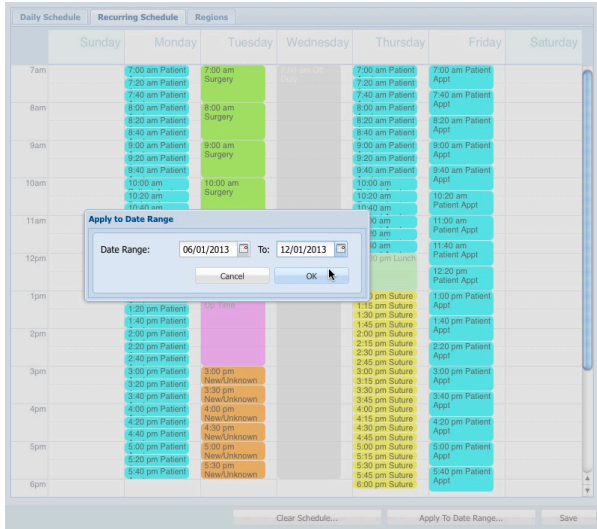 Daily Schedule
Recurring Schedule
Regions
Sunday
Monday
Tuesday
Wednesday
Thursday
Friday
Saturday
7am
8am
9am
10am
11am
12pm
1pm
2pm
3pm
4pm
5pm
6pm
7:00 am Patient
7:20 am Patient
7:40 am Patient
8:00 am Patient
8:20 am Patient
8:40 am Patient
9:00 am Patient
9:20 am Patient
9:40 am Patient
10:00 am
10:20 am
10:40 am
1:20 pm Patient
1:40 pm Patient
2:00 pm Patient
2:20 pm Patient
2:40 pm Patient
3:00 pm Patient
3:20 pm Patient
3:40 pm Patient
4:00 pm Patient
4:20 pm Patient
4:40 pm Patient
5:00 pm Patient
5:20 pm Patient
5:40 pm Patient
7:00 am
Surgery
8:00 am
Surgery
9:00 am
Surgery
10:00 am
Surgery
Up Time
3:00 pm
New/Unknown
3:30 pm
New/Unknown
4:00 pm
New/Unknown
4:30 pm
New/Unknown
5:00 pm
New/Unknown
5:30 pm
New/Unknown
7:00 am Off
Duty
7:00 am Patient
7:20 am Patient
7:40 am Patient
8:00 am Patient
8:20 am Patient
8:40 am Patient
9:00 am Patient
9:20 am Patient
9:40 am Patient
10:00 am
10:20 am
10:40 am
am
am
am
pm Lunch
pm Suture
1:15 pm Suture
1:30 pm Suture
1:45 pm Suture
2:00 pm Suture
2:15 pm Suture
2:30 pm Suture
2:45 pm Suture
3:00 pm Suture
3:15 pm Suture
3:30 pm Suture
3:45 pm Suture
4:00 pm Suture
4:15 pm Suture
4:30 pm Suture
4:45 pm Suture
5:00 pm Suture
5:15 pm Suture
5:30 pm Suture
5:45 pm Suture
6:00 pm Suture
7:00 am Patient
Appt
7:40 am Patient
Appt
8:20 am Patient
Appt
9:00 am Patient
Appt
9:40 am Patient
Appt
10:20 am
Patient Appt
11:00 am
Patient Appt
11:40 am
Patient Appt
12:20 pm
Patient Appt
1:00 pm Patient
Appt
1:40 pm Patient
Appt
2:20 pm Patient
Appt
3:00 pm Patient
Appt
3:40 pm Patient
Appt
4:20 pm Patient
Appt
5:00 pm Patient
Appt
5:40 pm Patient
Appt
Apply to Date Range
Date Range: 06/01/2013 To: 12/01/2013
Cancel
OK
Clear Schedule...
Apply To Date Range...
Save